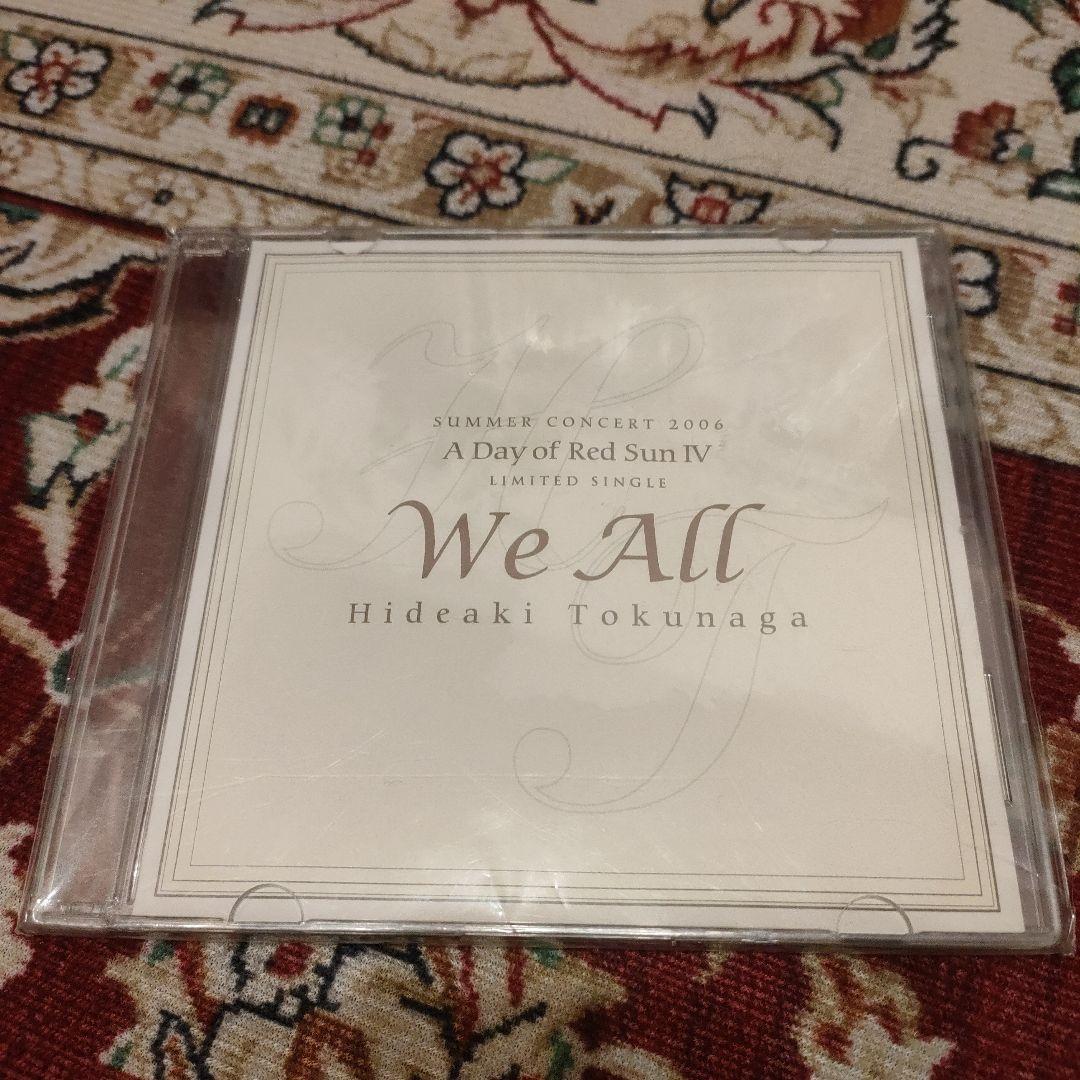 SUMMER CONCERT 2006
A Day of Red Sun IV
LIMITED SINGLE
We All
Hideaki Tokunaga